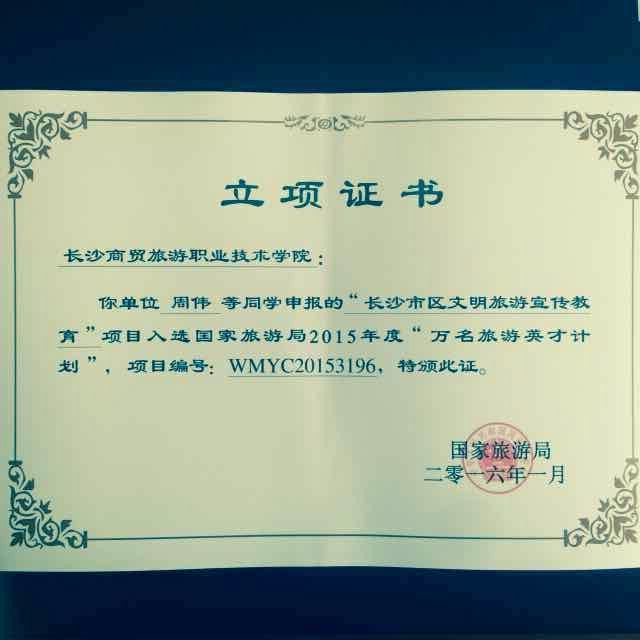 立项证书
长沙商贸旅游职业技术学院：
你单位 周伟 等同学申报的“长沙市区文明旅游宣传教
育”项目入选国家旅游局2015年度“万名旅游英才计
划”，项目编号：WMYC20153196，特颁此证。
国家旅游局
二零一六年一月